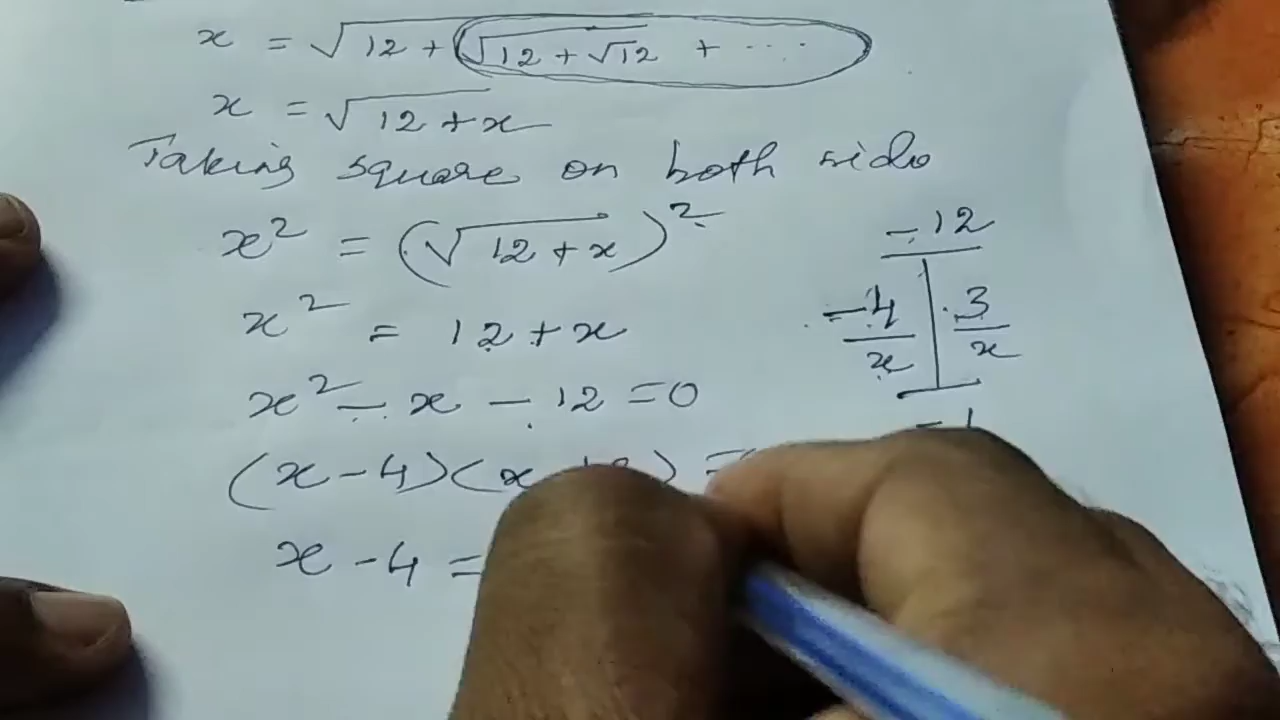 x = √12 + √12 + √12 + ....
x = √12 + x
Taking square on both side
x² = (√12 + x)²
x² = 12 + x
x² - x - 12 = 0
(x - 4)(x
x - 4 =
-12
-4 | 3
x | x
-1